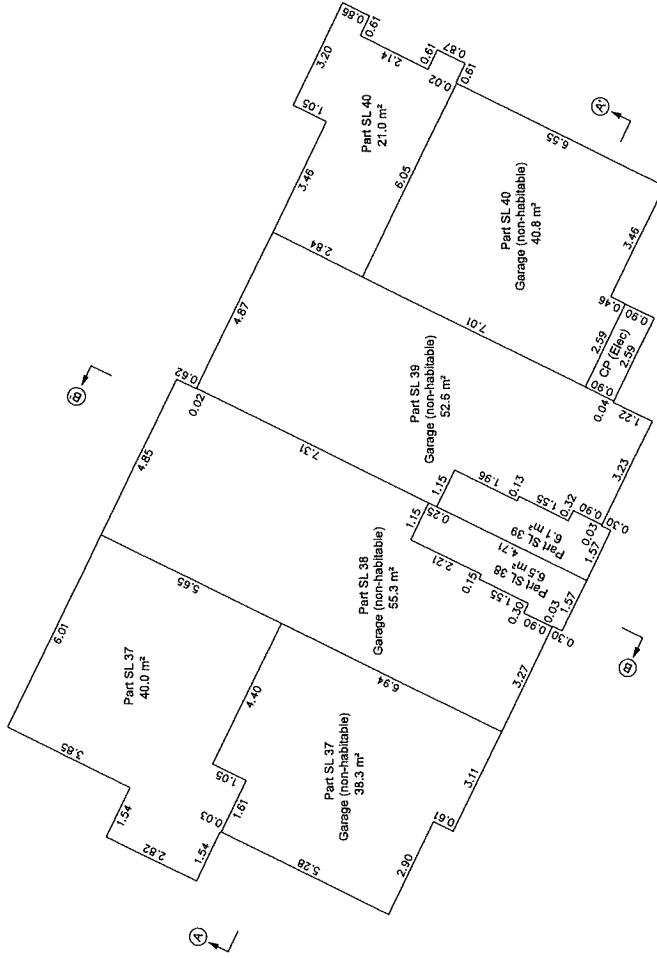 0.85
0.61
3.20
2.14
0.61
0.87
0.61
0.02
1.05
Part SL 40
21.0 m²
3.46
6.05
A'
6.55
2.84
Part SL 40
Garage (non-habitable)
40.8 m²
4.87
3.46
0.46
0.90
2.59
CP (Elec)
2.59
0.90
0.04
7.01
B'
0.62
0.02
Part SL 39
Garage (non-habitable)
52.6 m²
1.22
4.85
7.31
3.23
1.15
1.96
0.13
1.55
0.32
0.90
0.30
0.03
Part SL 39
6.1 m²
1.57
1.15
0.25
4.71
Part SL 38
6.5 m²
2.21
0.15
1.55
0.30
0.90
0.03
0.30
1.57
5.65
Part SL 38
Garage (non-habitable)
55.3 m²
B
6.01
3.27
Part SL 37
40.0 m²
6.94
4.40
3.85
1.05
Part SL 37
Garage (non-habitable)
38.3 m²
3.11
1.54
0.03
1.61
0.61
2.82
1.54
5.28
2.90
A